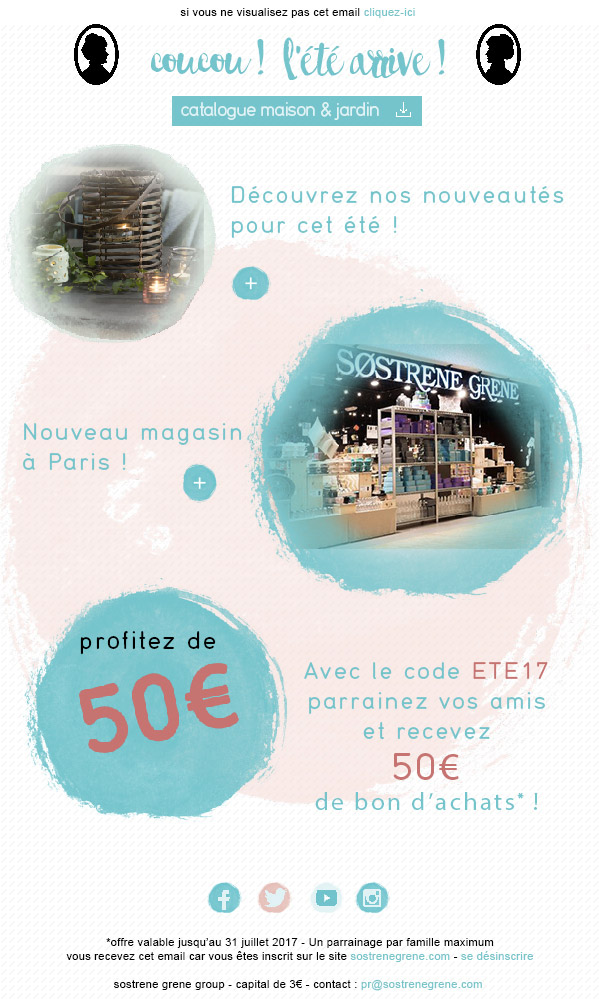 si vous ne visualisez pas cet email cliquez-ici
coucou ! l'été arrive !
catalogue maison & jardin
Découvrez nos nouveautés
pour cet été !
+
SØSTRENE GRENE
Nouveau magasin
à Paris !
+
profitez de
50€
Avec le code ETE17
parrainez vos amis
et recevez
50€
de bon d'achats* !
*offre valable jusqu'au 31 juillet 2017 - Un parrainage par famille maximum
vous recevez cet email car vous êtes inscrit sur le site sostrenegrene.com - se désinscrire
sostrene grene group - capital de 3€ - contact : pr@sostrenegrene.com